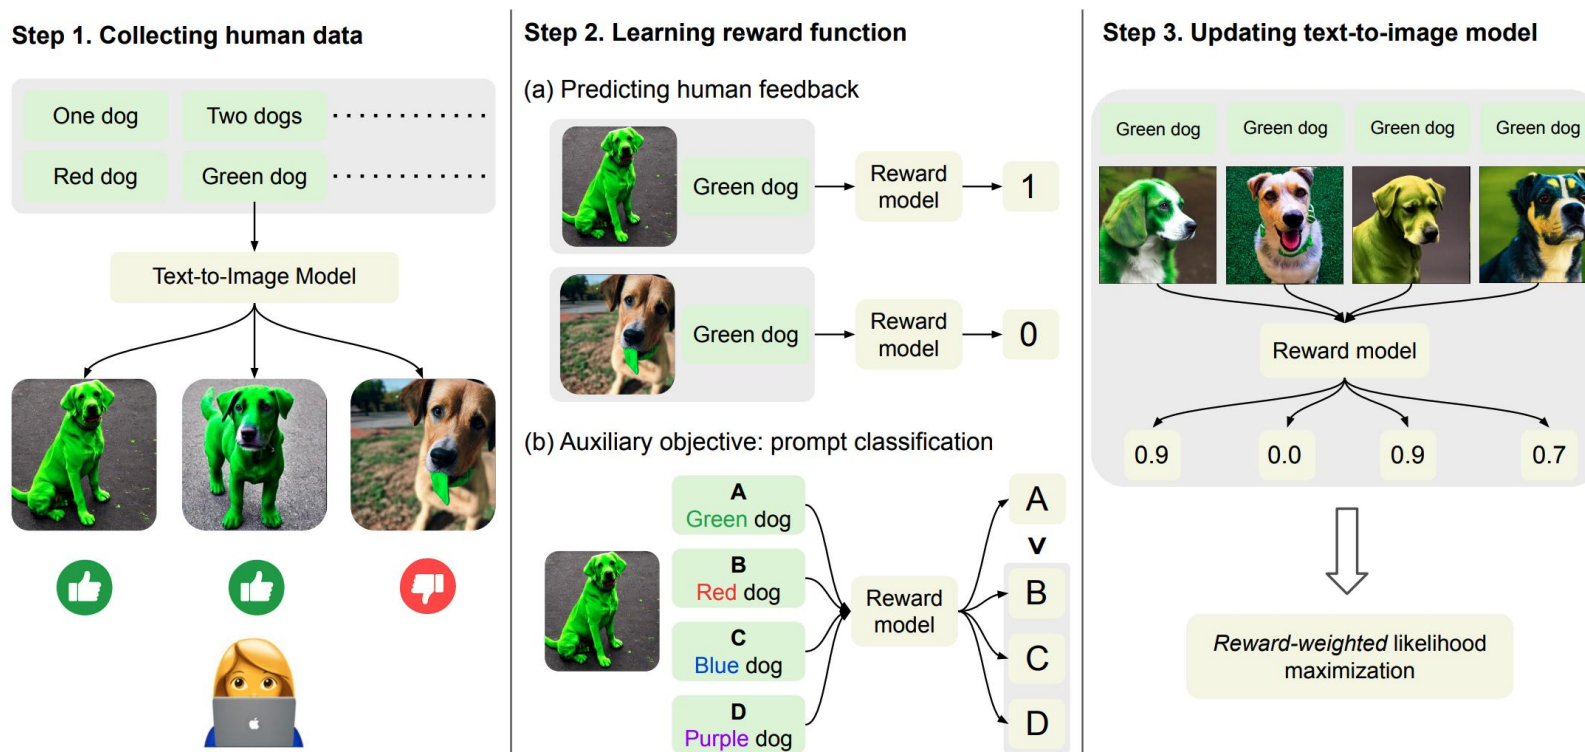 Step 1. Collecting human data
One dog
Two dogs
Red dog
Green dog
Text-to-Image Model
Step 2. Learning reward function
(a) Predicting human feedback
Green dog
Reward
model
1
Green dog
Reward
model
0
(b) Auxiliary objective: prompt classification
A
Green dog
B
Red dog
C
Blue dog
D
Purple dog
Reward
model
A
v
B
C
D
Step 3. Updating text-to-image model
Green dog
Green dog
Green dog
Green dog
Reward model
0.9
0.0
0.9
0.7
Reward-weighted likelihood
maximization